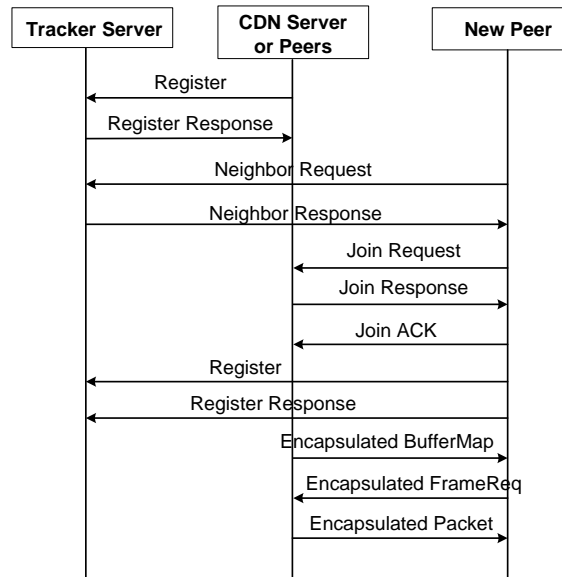 Tracker Server
CDN Server
or Peers
New Peer
Register
Register Response
Neighbor Request
Neighbor Response
Join Request
Join Response
Join ACK
Register
Register Response
Encapsulated BufferMap
Encapsulated FrameReq
Encapsulated Packet